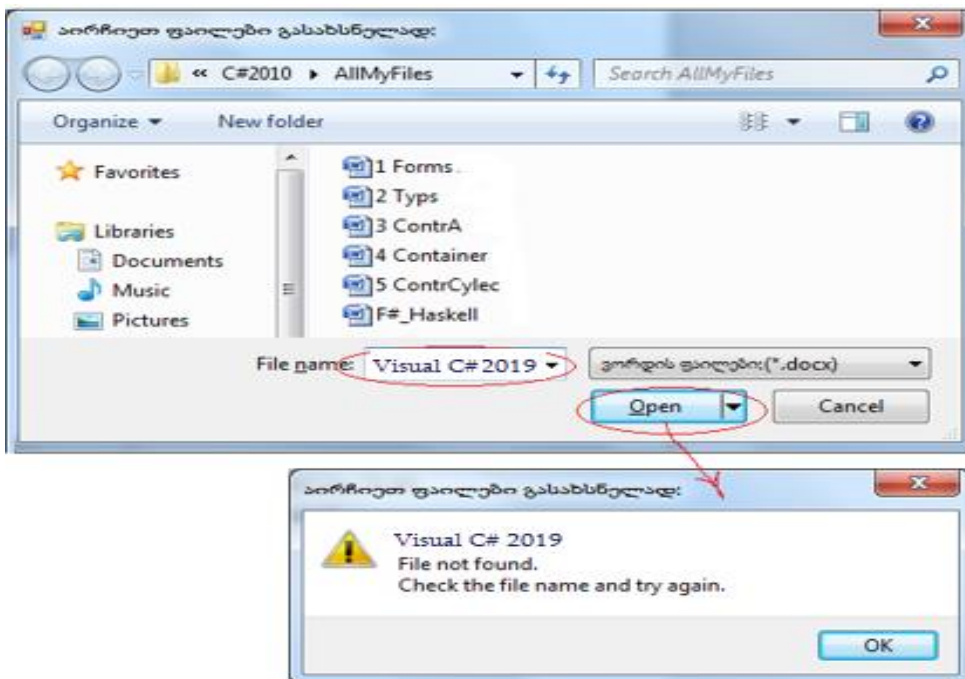 აირჩიეთ ფაილები გასახსნელად:
« C#2010 ▸ AllMyFiles
Search AllMyFiles
Organize
New folder
Favorites
Libraries
Documents
Music
Pictures
1 Forms .
2 Typs
3 ContrA
4 Container
5 ContrCylec
F#_Haskell
File name:
Visual C#2019
ვორდის ფაილები:(*.docx)
Open
Cancel
აირჩიეთ ფაილები გასახსნელად:
Visual C# 2019
File not found.
Check the file name and try again.
OK